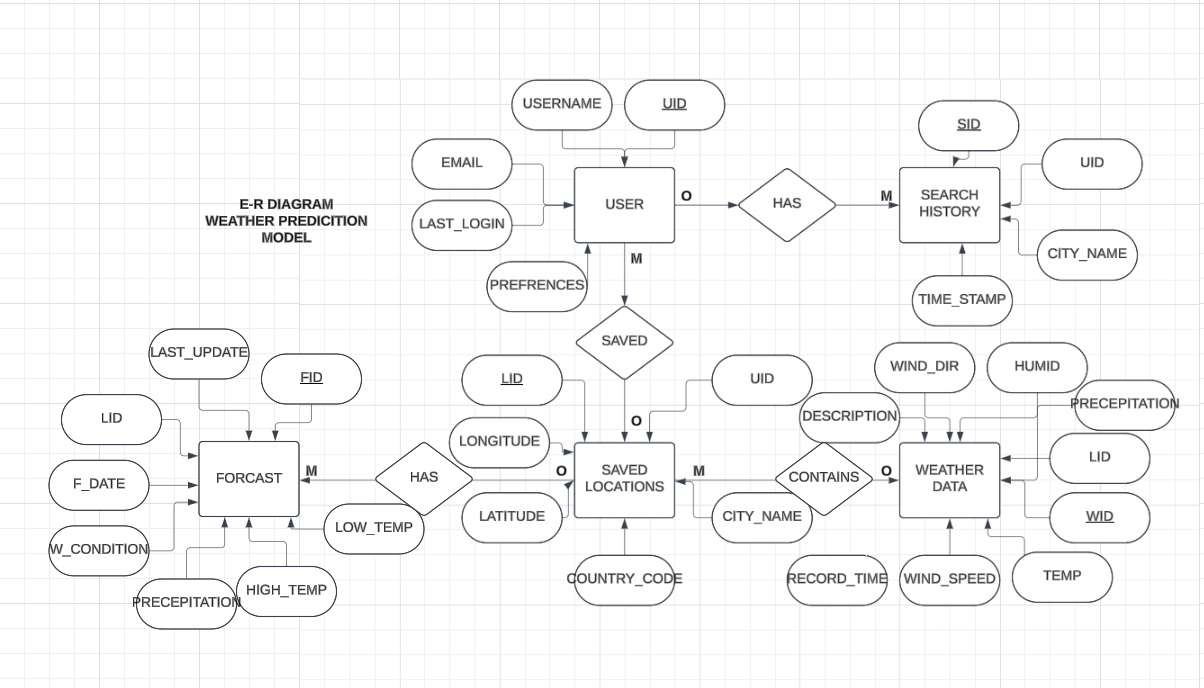 USERNAME
UID
SID
EMAIL
UID
E-R DIAGRAM
WEATHER PREDICITION
MODEL
LAST_LOGIN
USER
O
HAS
M
SEARCH
HISTORY
CITY_NAME
M
PREFRENCES
TIME_STAMP
SAVED
LAST_UPDATE
FID
LID
UID
WIND_DIR
HUMID
PRECEPITATION
LID
LONGITUDE
O
DESCRIPTION
F_DATE
FORCAST
M
HAS
O
SAVED
LOCATIONS
M
CONTAINS
O
WEATHER
DATA
LID
W_CONDITION
LOW_TEMP
LATITUDE
CITY_NAME
WID
PRECEPITATION
HIGH_TEMP
COUNTRY_CODE
RECORD_TIME
WIND_SPEED
TEMP